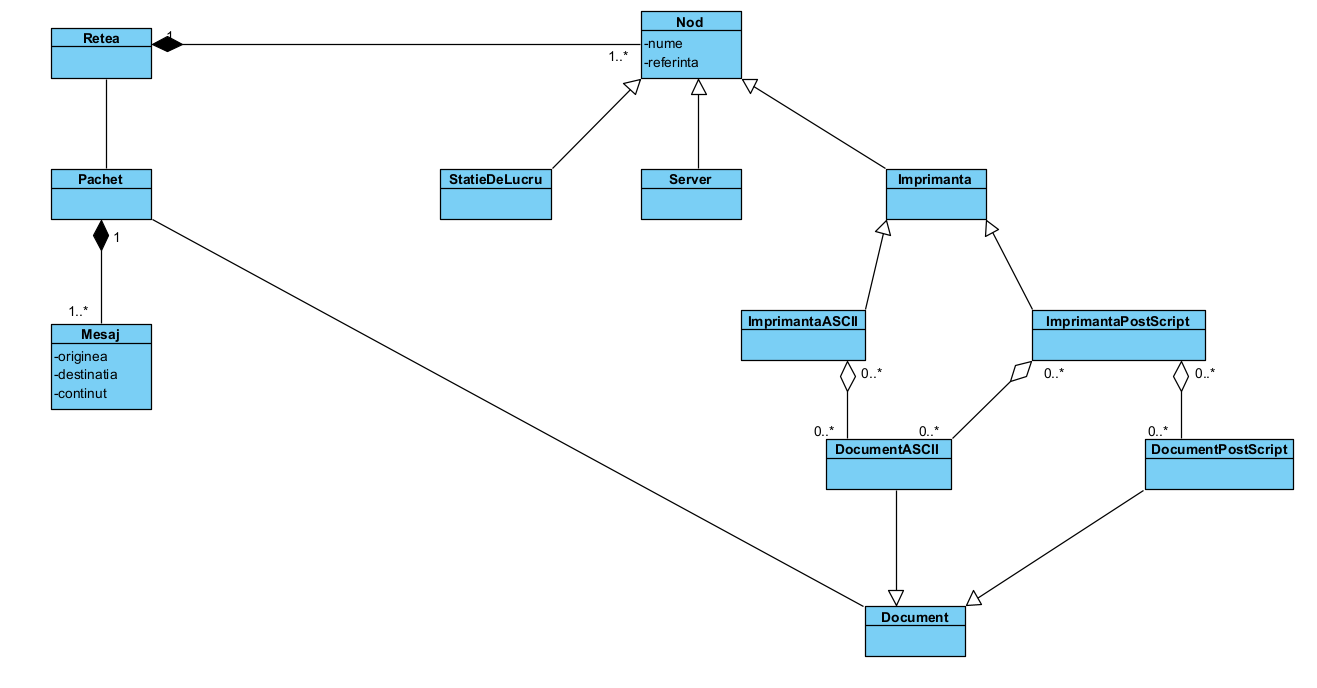 Nod
Retea
1
-nume
1..*
-referinta
Pachet
StatieDeLucru
Server
Imprimanta
1
1..*
Mesaj
-originea
-destinatia
-continut
ImprimantaASCII
ImprimantaPostScript
0..*
0..*
0..*
0..*
0..*
0..*
DocumentASCII
DocumentPostScript
Document